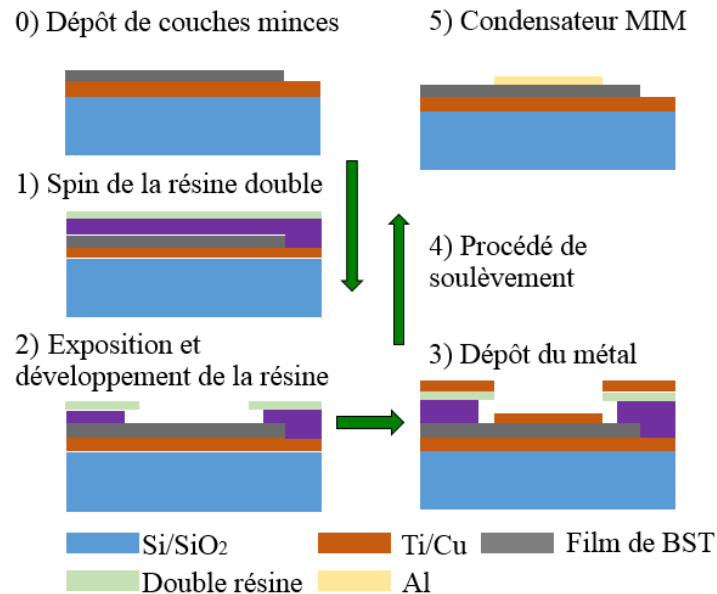 0) Dépôt de couches minces
5) Condensateur MIM
1) Spin de la résine double
4) Procédé de
soulèvement
2) Exposition et
développement de la résine
3) Dépôt du métal
Si/SiO₂
Ti/Cu
Film de BST
Double résine
Al